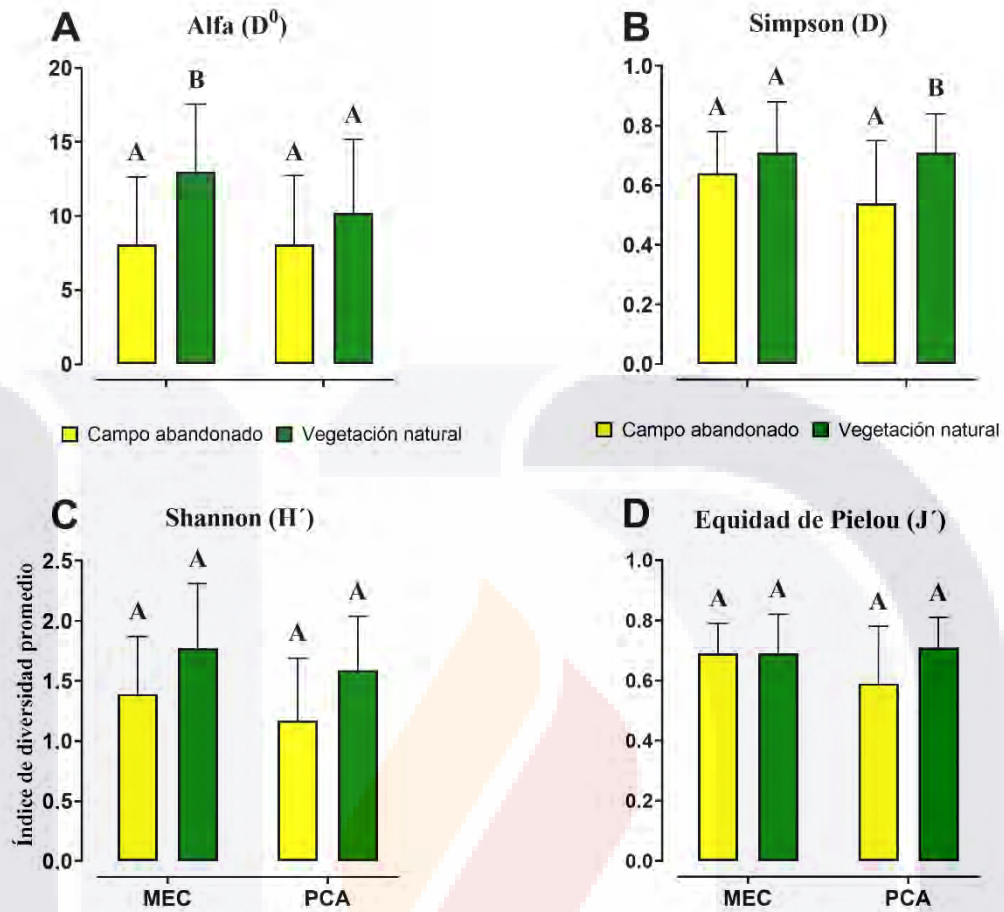 A Alfa (D⁰)
20
15
10
5
0
A B A A
Campo abandonado Vegetación natural
B Simpson (D)
1.0
0.8
0.6
0.4
0.2
0.0
A A A B
Campo abandonado Vegetación natural
C Shannon (H´)
Índice de diversidad promedio
2.5
2.0
1.5
1.0
0.5
0.0
A A A A
MEC PCA
D Equidad de Pielou (J´)
1.0
0.8
0.6
0.4
0.2
0.0
A A A A
MEC PCA